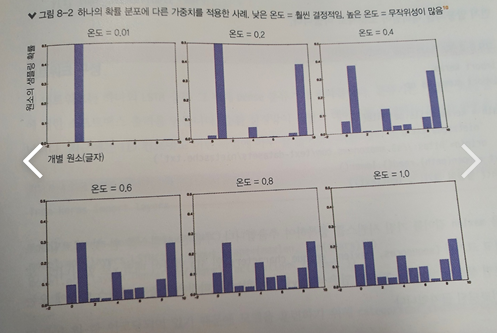 그림 8-2 하나의 확률 분포에 다른 가중치를 적용한 사례, 낮은 온도 = 훨씬 결정적임, 높은 온도 = 무작위성이 많음
온도 = 0.01
온도 = 0.2
온도 = 0.4
원소의 샘플링 확률
개별 원소(글자)
온도 = 0.6
온도 = 0.8
온도 = 1.0